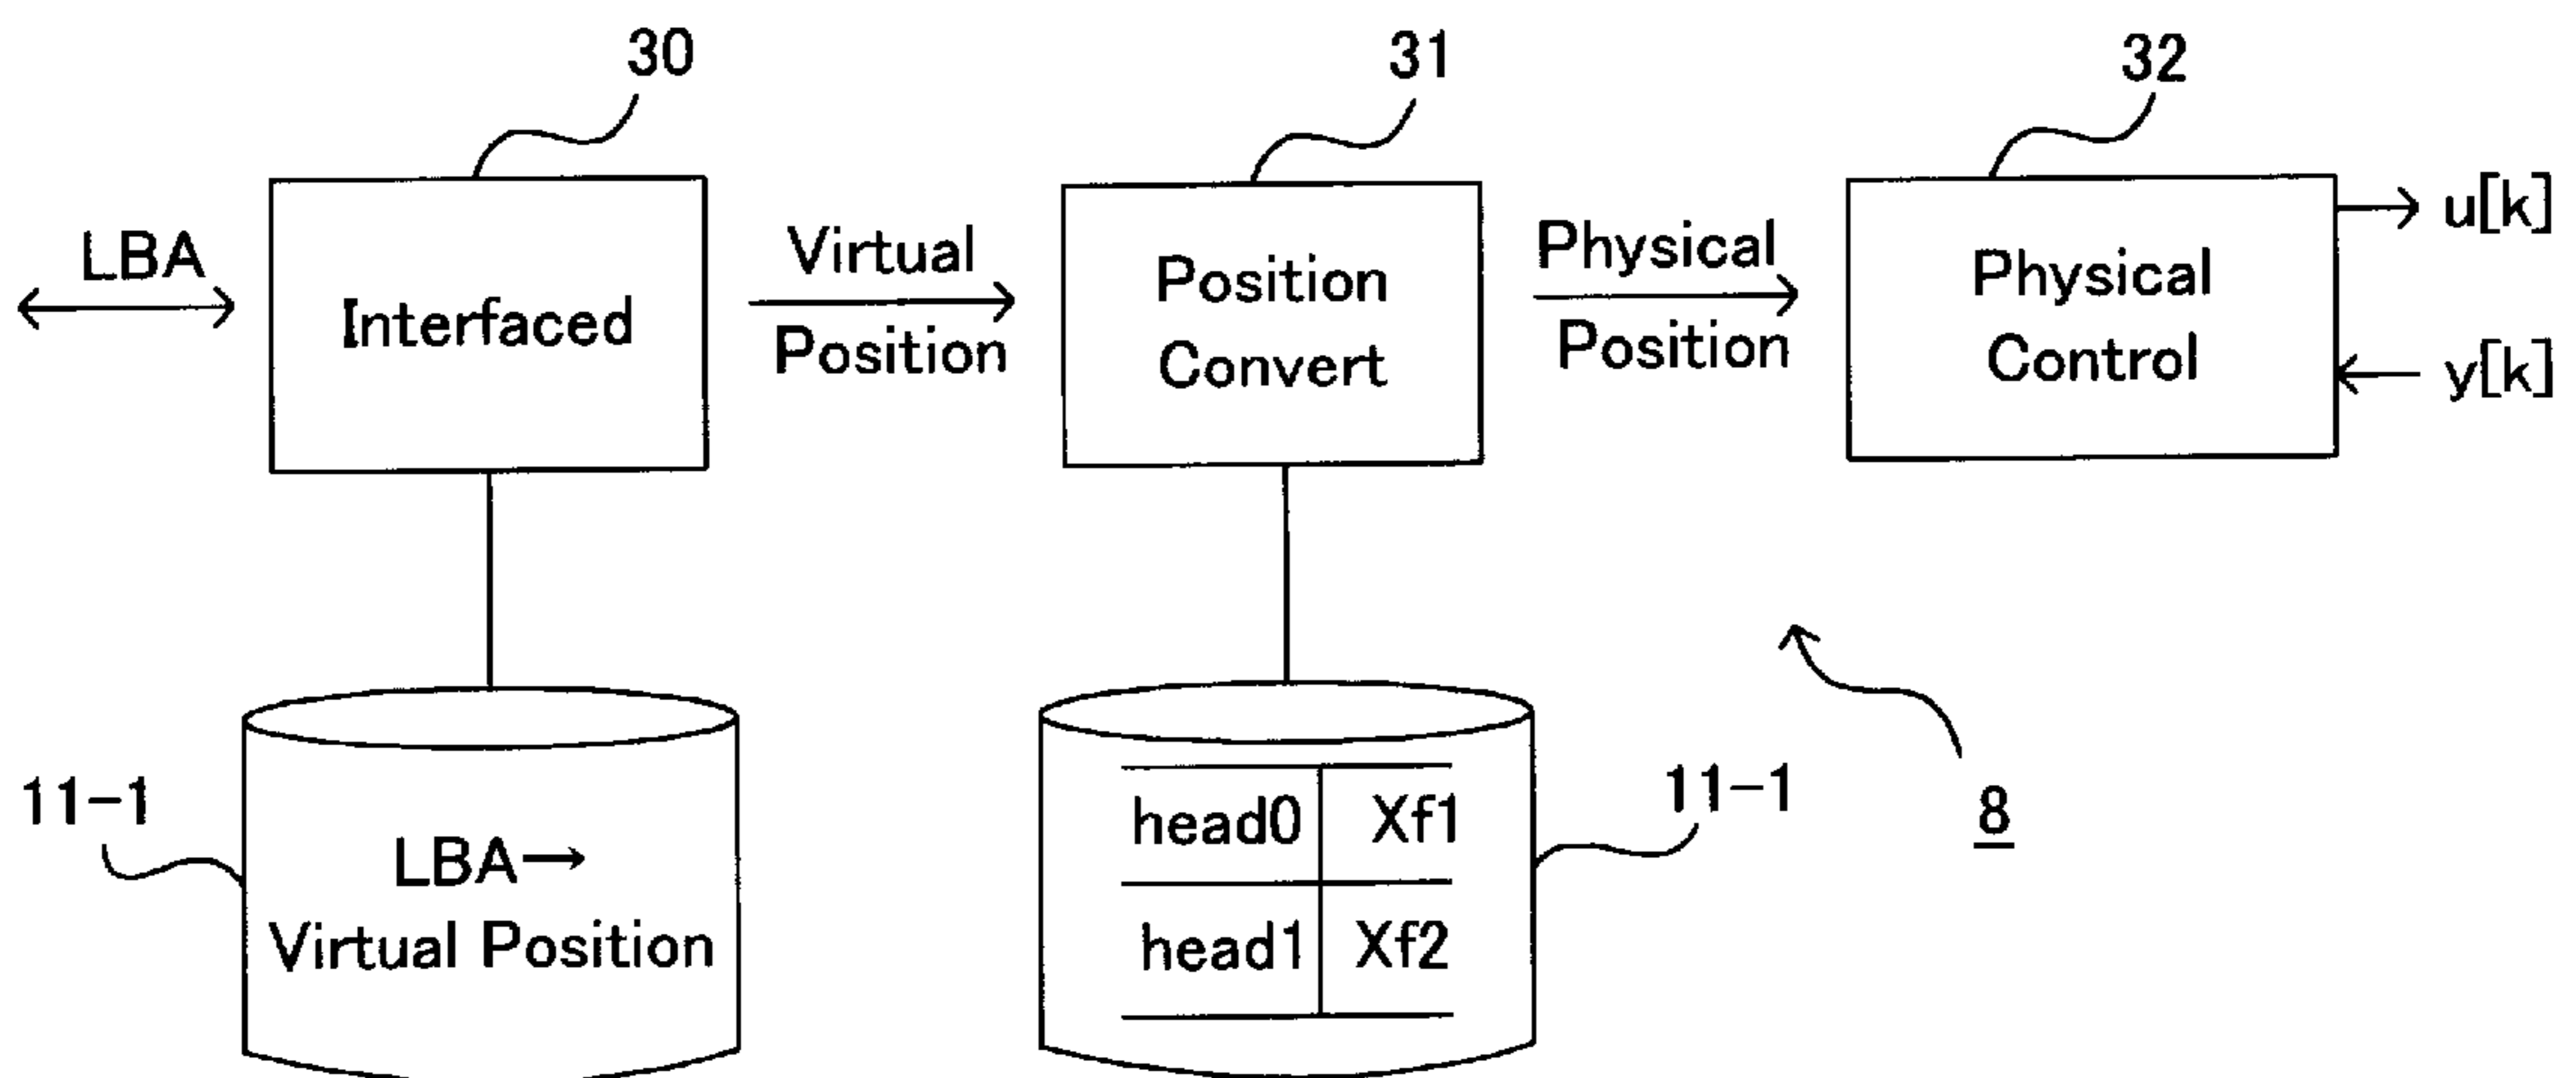 30
31
32
LBA
Interfaced
Virtual
Position
Position
Convert
Physical
Position
Physical
Control
u[k]
y[k]
11-1
LBA→
Virtual Position
head0 Xf1
head1 Xf2
11-1
8